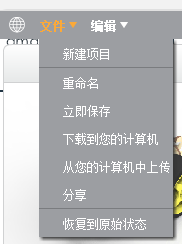 文件 编辑
新建项目
重命名
立即保存
下载到您的计算机
从您的计算机中上传
分享
恢复到原始状态